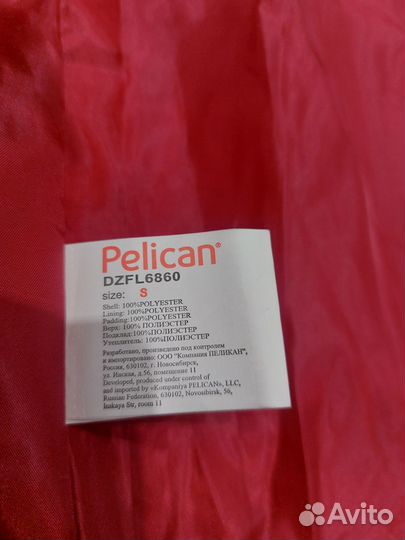 Pelican®
DZFL6860
size: S
Shell: 100%POLYESTER
Lining: 100%POLYESTER
Padding:100%POLYESTER
Верх: 100% ПОЛИЭСТЕР
Подклад:100% ПОЛИЭСТЕР
Утеплитель: 100%ПОЛИЭСТЕР
Разработано, произведено под контролем
и импортировано: ООО "Компания ПЕЛИКАН",
Россия, 630102, г. Новосибирск,
ул. Инская, д.56, помещение 11
Developed, produced under control of
and imported by «Kompaniya PELICAN», LLC,
Russian Federation, 630102, Novosibirsk, 56,
Inskaya Str, room 11
Avito